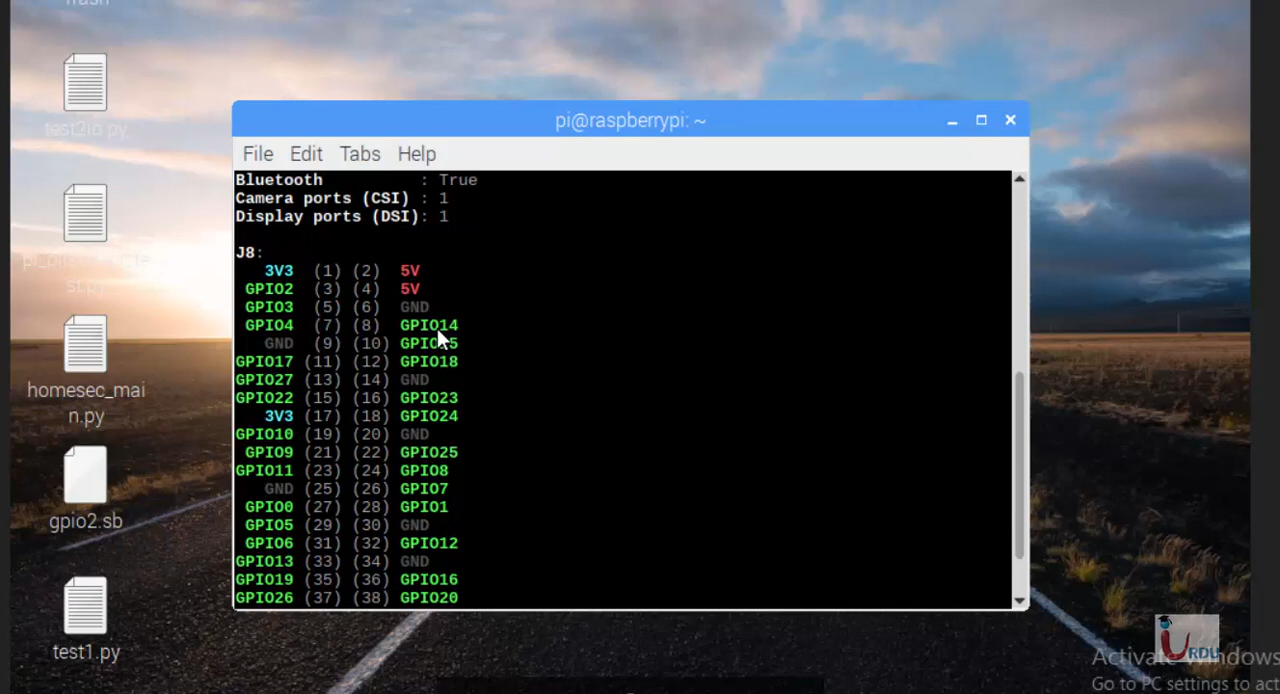 test2io.py
homesec_mai
n.py
gpio2.sb
test1.py
pi@raspberrypi: ~
File Edit Tabs Help
Bluetooth : True
Camera ports (CSI) : 1
Display ports (DSI): 1
J8:
3V3 (1) (2) 5V
GPIO2 (3) (4) 5V
GPIO3 (5) (6) GND
GPIO4 (7) (8) GPIO14
GND (9) (10)
GPIO17 (11) (12) GPIO18
GPIO27 (13) (14) GND
GPIO22 (15) (16) GPIO23
3V3 (17) (18) GPIO24
GPIO10 (19) (20) GND
GPIO9 (21) (22) GPIO25
GPIO11 (23) (24) GPIO8
GND (25) (26) GPIO7
GPIO0 (27) (28) GPIO1
GPIO5 (29) (30) GND
GPIO6 (31) (32) GPIO12
GPIO13 (33) (34) GND
GPIO19 (35) (36) GPIO16
GPIO26 (37) (38) GPIO20
URDU
Activate Windows
Go to PC settings to act